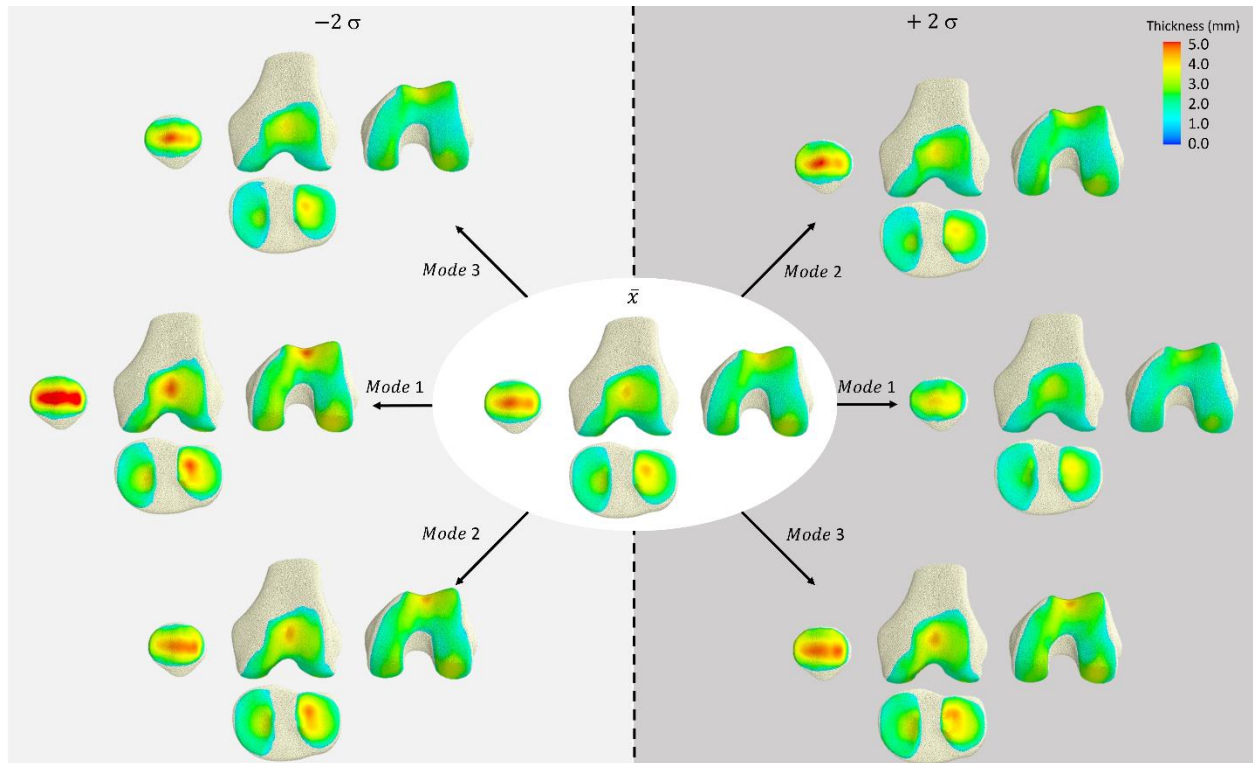 −2 σ
+ 2 σ
Thickness (mm)
5.0
4.0
3.0
2.0
1.0
0.0
Mode 3
Mode 2
x̄
Mode 1
Mode 1
Mode 2
Mode 3